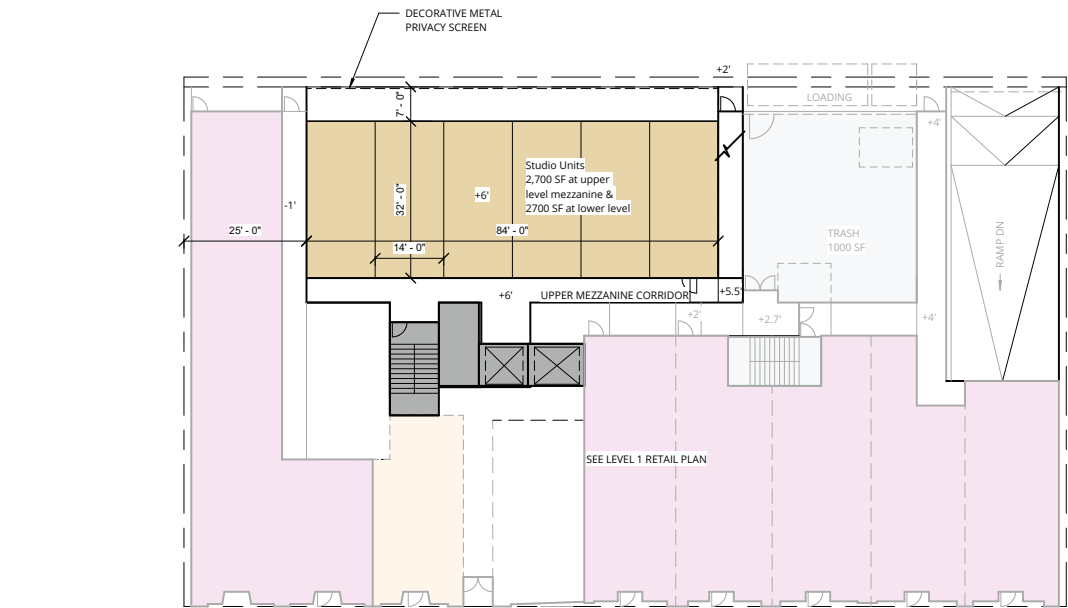 DECORATIVE METAL
PRIVACY SCREEN
+2'
LOADING
7' - 0"
+4'
Studio Units
2,700 SF at upper
level mezzanine &
2700 SF at lower level
+6'
32' - 0"
-1'
25' - 0"
84' - 0"
14' - 0"
TRASH
1000 SF
RAMP DN
+6'
UPPER MEZZANINE CORRIDOR
+5.5'
+2'
+2.7'
+4'
SEE LEVEL 1 RETAIL PLAN